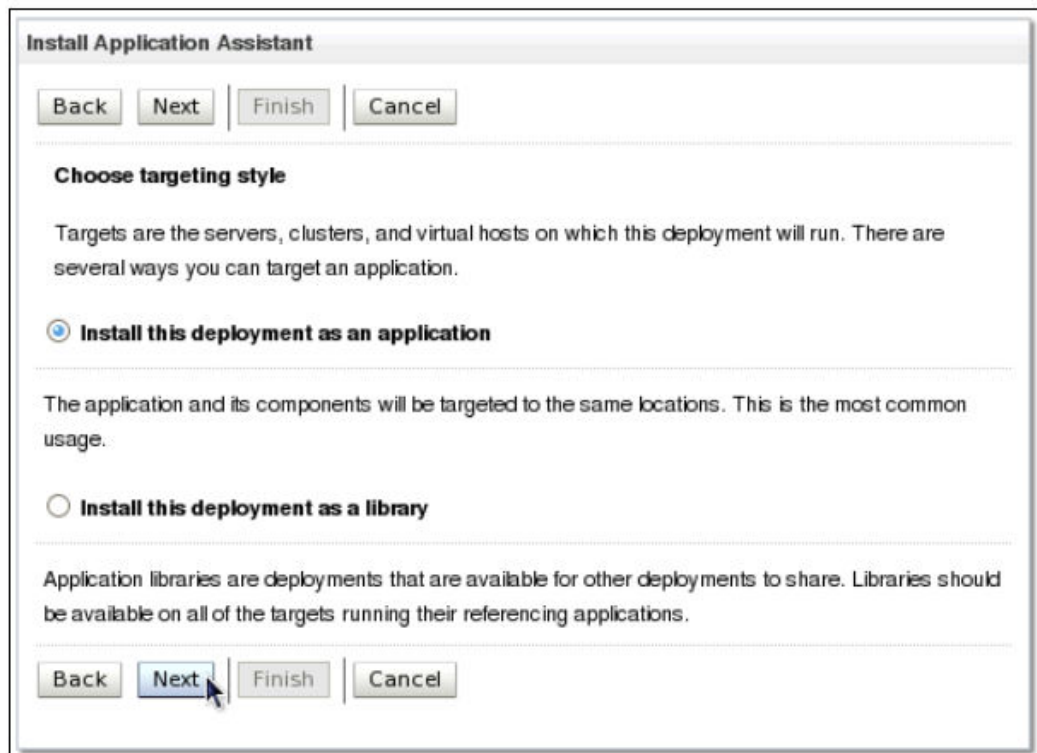 Install Application Assistant
Back Next Finish Cancel
Choose targeting style
Targets are the servers, clusters, and virtual hosts on which this deployment will run. There are
several ways you can target an application.
Install this deployment as an application
The application and its components will be targeted to the same locations. This is the most common
usage.
Install this deployment as a library
Application libraries are deployments that are available for other deployments to share. Libraries should
be available on all of the targets running their referencing applications.
Back Next Finish Cancel